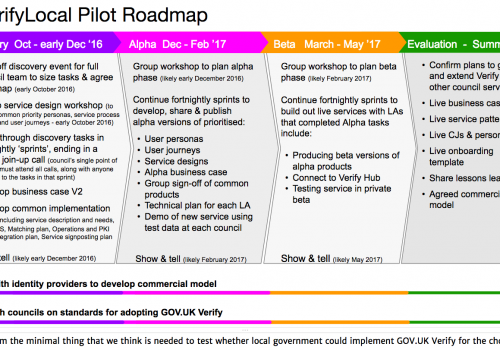 erifyLocal Pilot Roadmap
ry Oct - early Dec '16
off discovery event for full
il team to size tasks & agree
map (early October 2016)
p service design workshop (to
common priority personas, service process
and user journeys - early October 2016)
through discovery tasks in
ightly 'sprints', ending in a
join-up call (council's single point of
must attend all calls, along with anyone
to the tasks in that sprint)
op business case V2
op common implementation
including service description and needs,
S, Matching plan, Operations and PKI
egration plan, Service signposting plan
tell (likely early December 2016)
Alpha Dec - Feb '17
Group workshop to plan alpha
phase (likely early December 2016)
Continue fortnightly sprints to
develop, share & publish
alpha versions of prioritised:
• User personas
• User journeys
• Service designs
• Alpha business case
• Group sign-off of common
products
• Technical plan for each LA
• Demo of new service using
test data at each council
Show & tell (likely February 2017)
Beta March - May '17
Group workshop to plan beta
phase (likely February 2017)
Continue fortnightly sprints to
build out live services with LAs
that completed Alpha tasks
include:
• Producing beta versions of
alpha products
• Connect to Verify Hub
• Testing service in private
beta
Show & tell (likely May 2017)
Evaluation - Summ
• Confirm plans to g
and extend Verify
other council serv
• Live business case
• Live service patte
• Live CJs & person
• Live onboarding
template
• Share lessons lea
• Agreed commerci
model
ith identity providers to develop commercial model
h councils on standards for adopting GOV.UK Verify
m the minimal thing that we think is needed to test whether local government could implement GOV.UK Verify for the cho